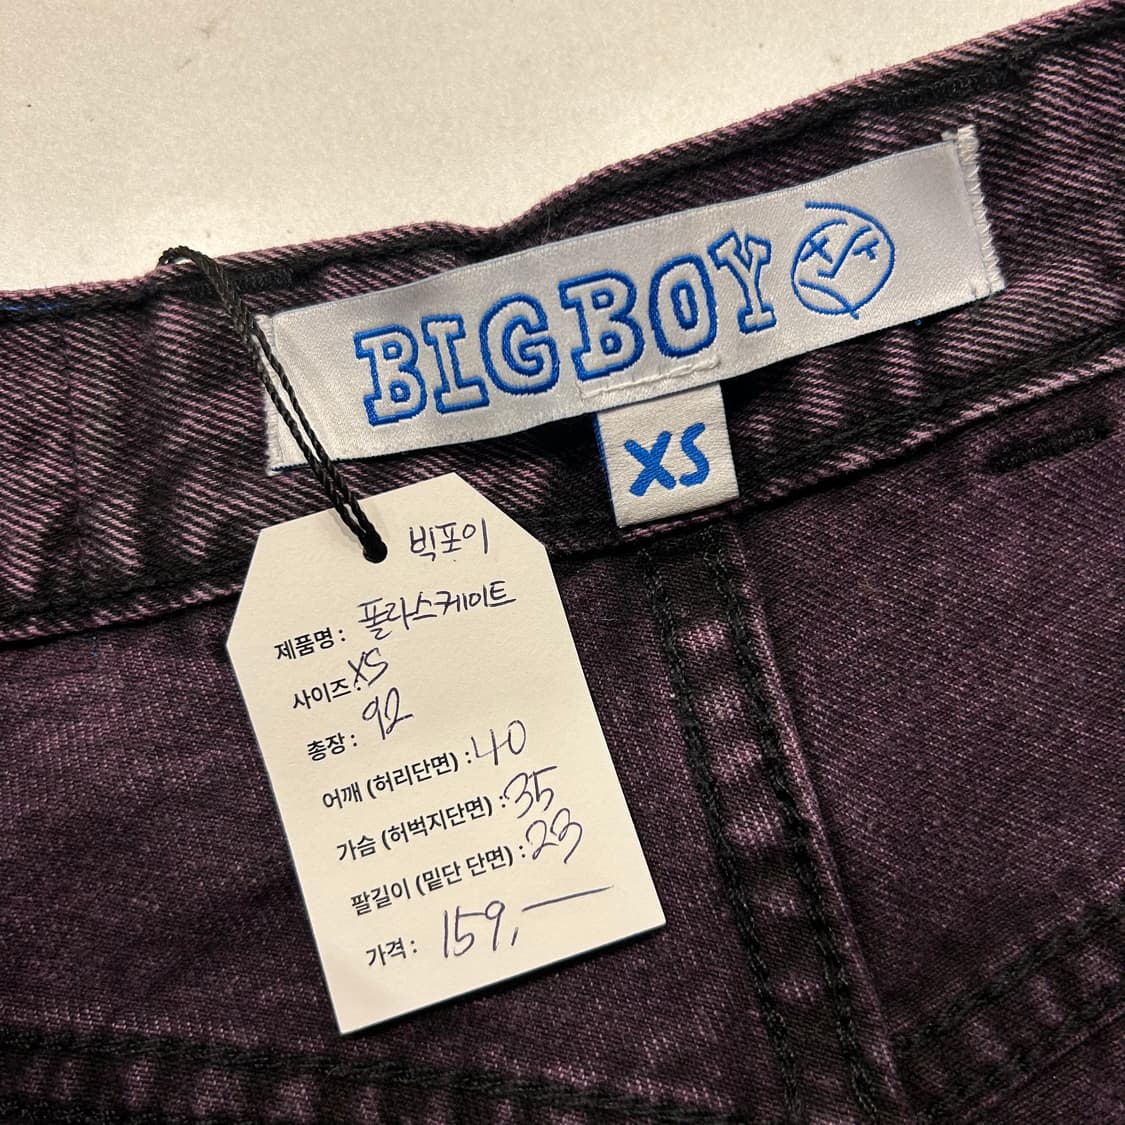 BIGBOY
XS
빅포이
제품명 : 폴라스케이트
사이즈: XS
총장 : 92
어깨 (허리단면) : 40
가슴 (허벅지단면) : 35
팔길이 (밑단 단면) : 23
가격 : 159,—